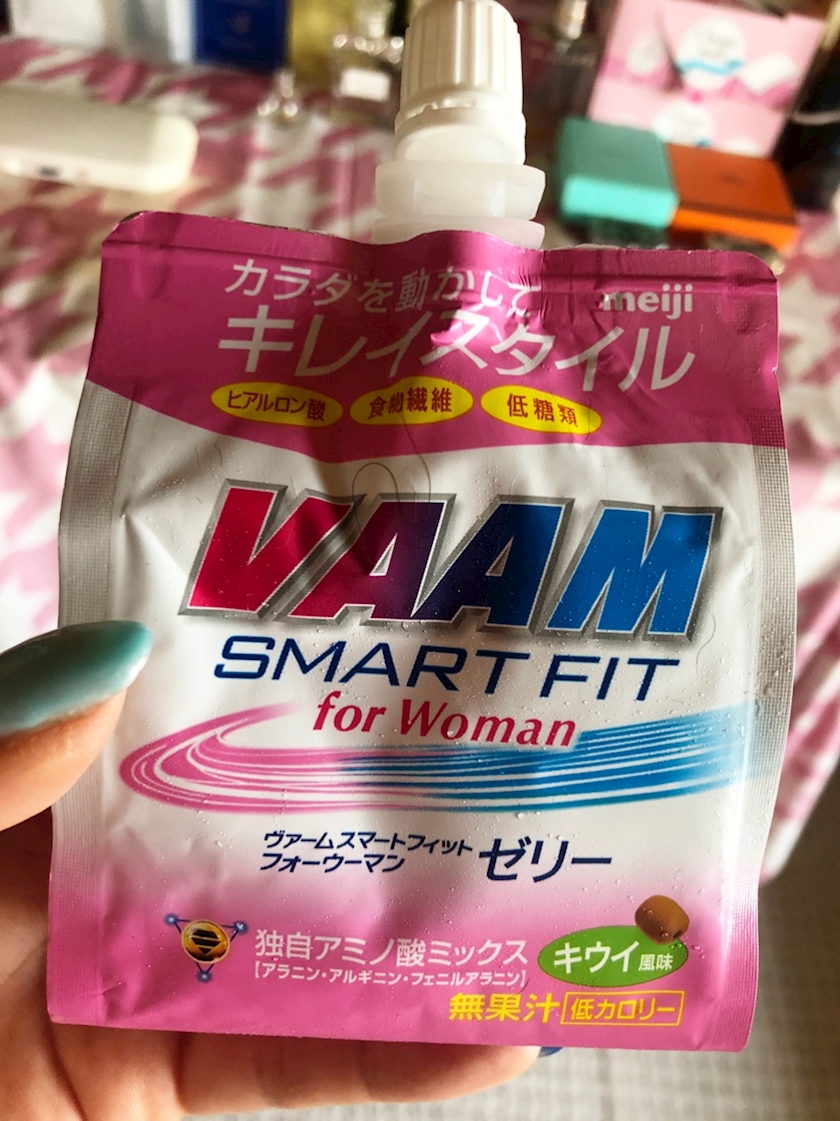 カラダを動かして
meiji
キレイスタイル
ヒアルロン酸 食物繊維 低糖類
VAAM
SMART FIT
for Woman
ヴァームスマートフィット
フォーウーマン ゼリー
独自アミノ酸ミックス
【アラニン・アルギニン・フェニルアラニン】
キウイ風味
無果汁 低カロリー